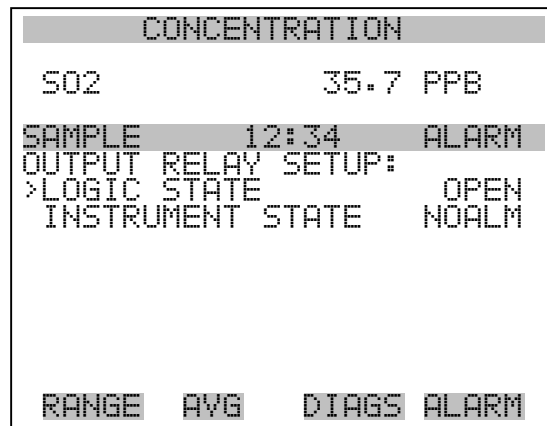 CONCENTRATION
SO2 35.7 PPB
SAMPLE 12:34 ALARM
OUTPUT RELAY SETUP:
>LOGIC STATE OPEN
INSTRUMENT STATE NOALM
RANGE AVG DIAGS ALARM